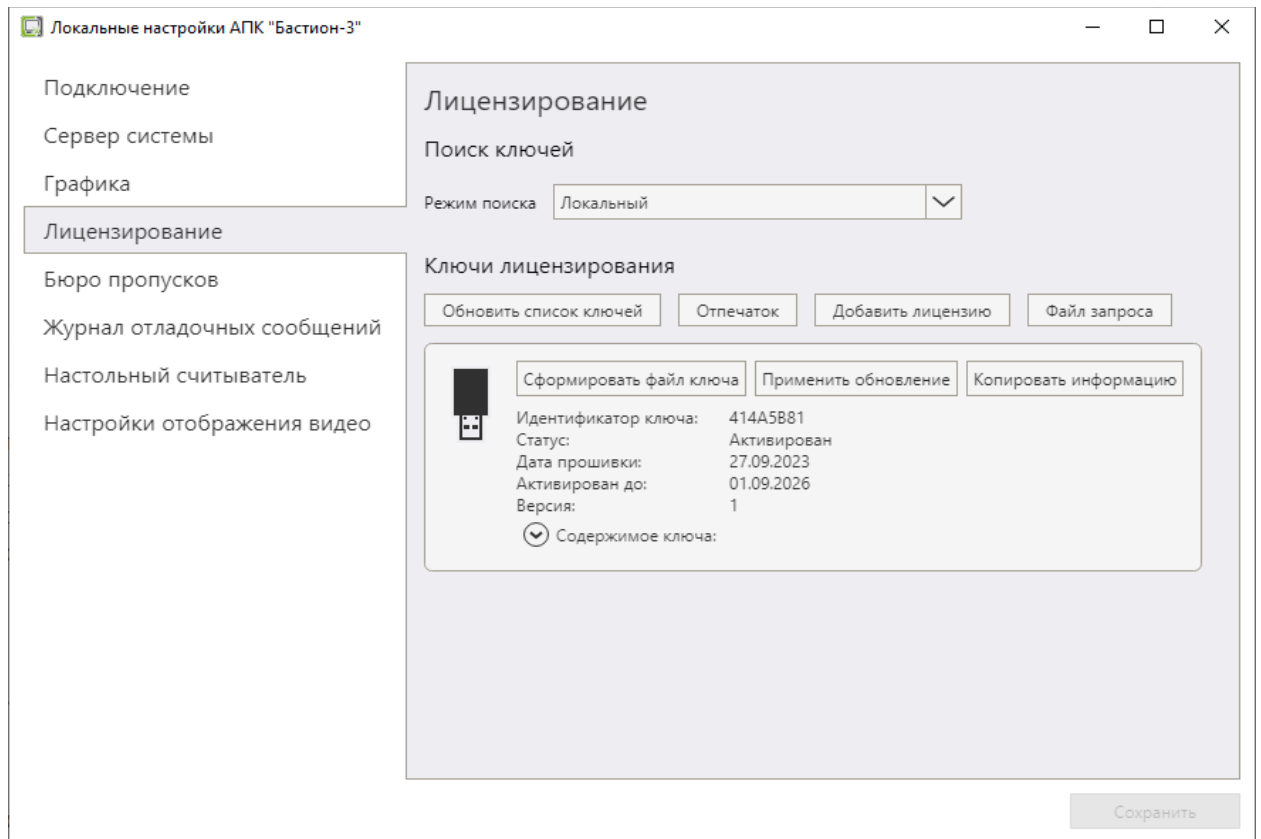 Локальные настройки АПК "Бастион-3"
Подключение
Сервер системы
Графика
Лицензирование
Бюро пропусков
Журнал отладочных сообщений
Настольный считыватель
Настройки отображения видео
Лицензирование
Поиск ключей
Режим поиска Локальный
Ключи лицензирования
Обновить список ключей Отпечаток Добавить лицензию Файл запроса
Сформировать файл ключа Применить обновление Копировать информацию
Идентификатор ключа: 414A5B81
Статус: Активирован
Дата прошивки: 27.09.2023
Активирован до: 01.09.2026
Версия: 1
Содержимое ключа:
Сохранить